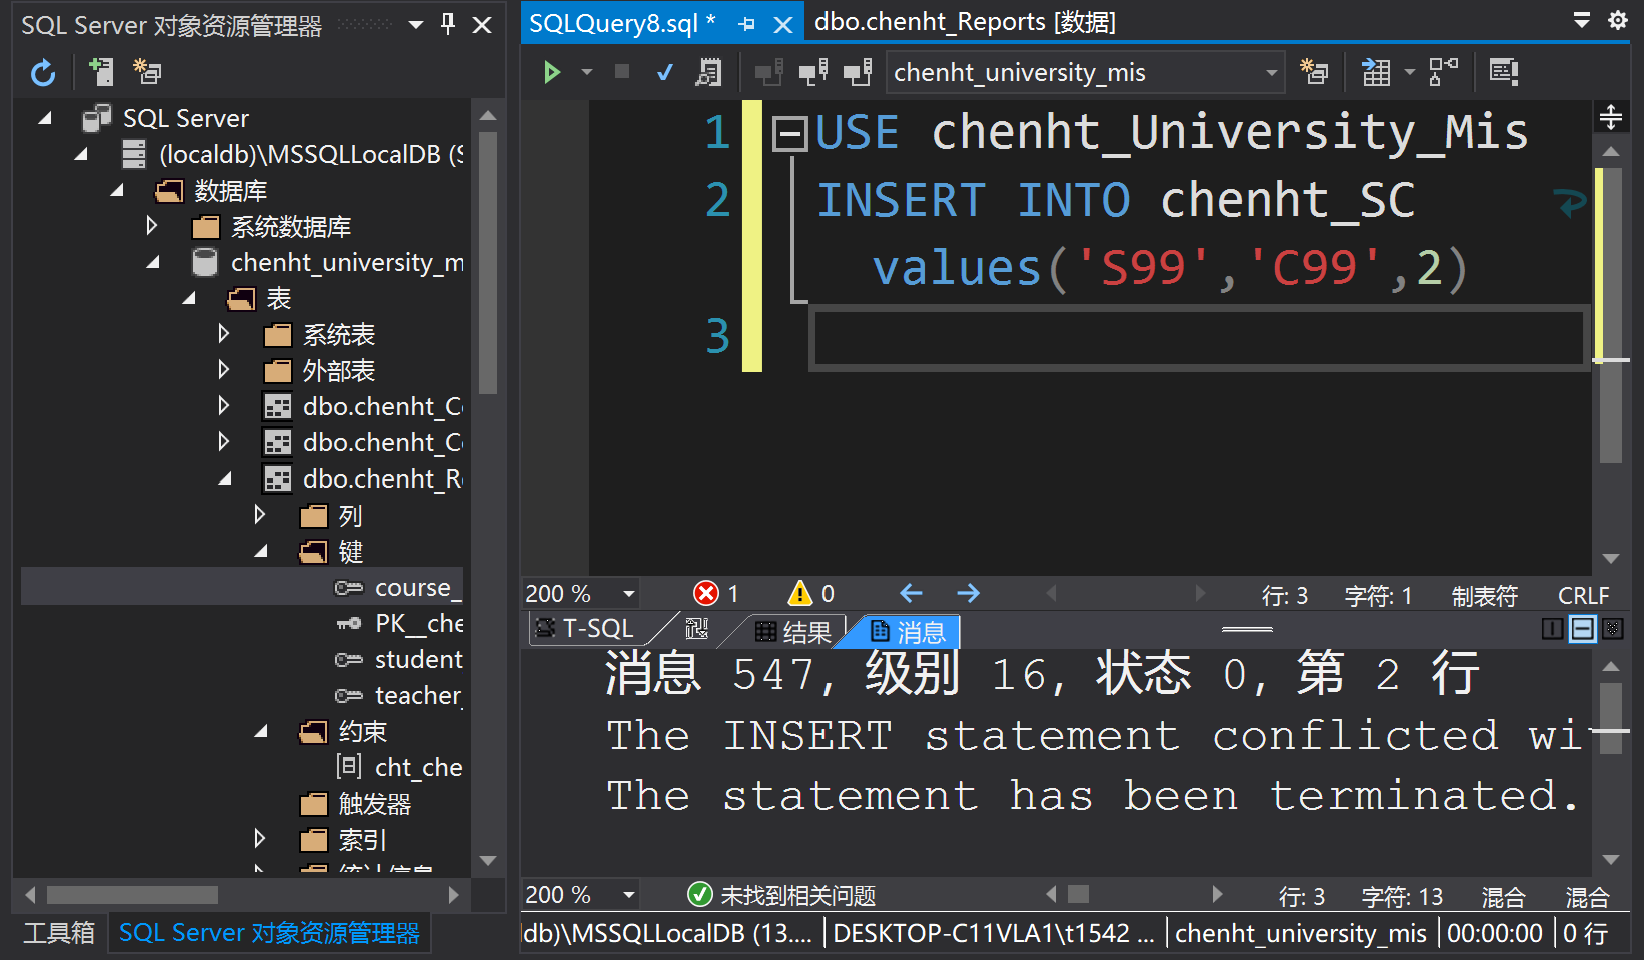 SQL Server 对象资源管理器
SQL Server
(localdb)\MSSQLLocalDB (S
数据库
系统数据库
chenht_university_m
表
系统表
外部表
dbo.chenht_C
dbo.chenht_C
dbo.chenht_R
列
键
course_
PK__che
student
teacher_
约束
cht_che
触发器
索引
统计信息
工具箱
SQL Server 对象资源管理器
SQLQuery8.sql *
dbo.chenht_Reports [数据]
chenht_university_mis
1 USE chenht_University_Mis
2 INSERT INTO chenht_SC
values('S99','C99',2)
3
200 % 1 0 行: 3 字符: 1 制表符 CRLF
T-SQL 结果 消息
消息 547, 级别 16, 状态 0, 第 2 行
The INSERT statement conflicted wi
The statement has been terminated.
200 % 未找到相关问题 行: 3 字符: 13 混合 混合
db)\MSSQLLocalDB (13.... DESKTOP-C11VLA1\t1542 ... chenht_university_mis 00:00:00 0 行